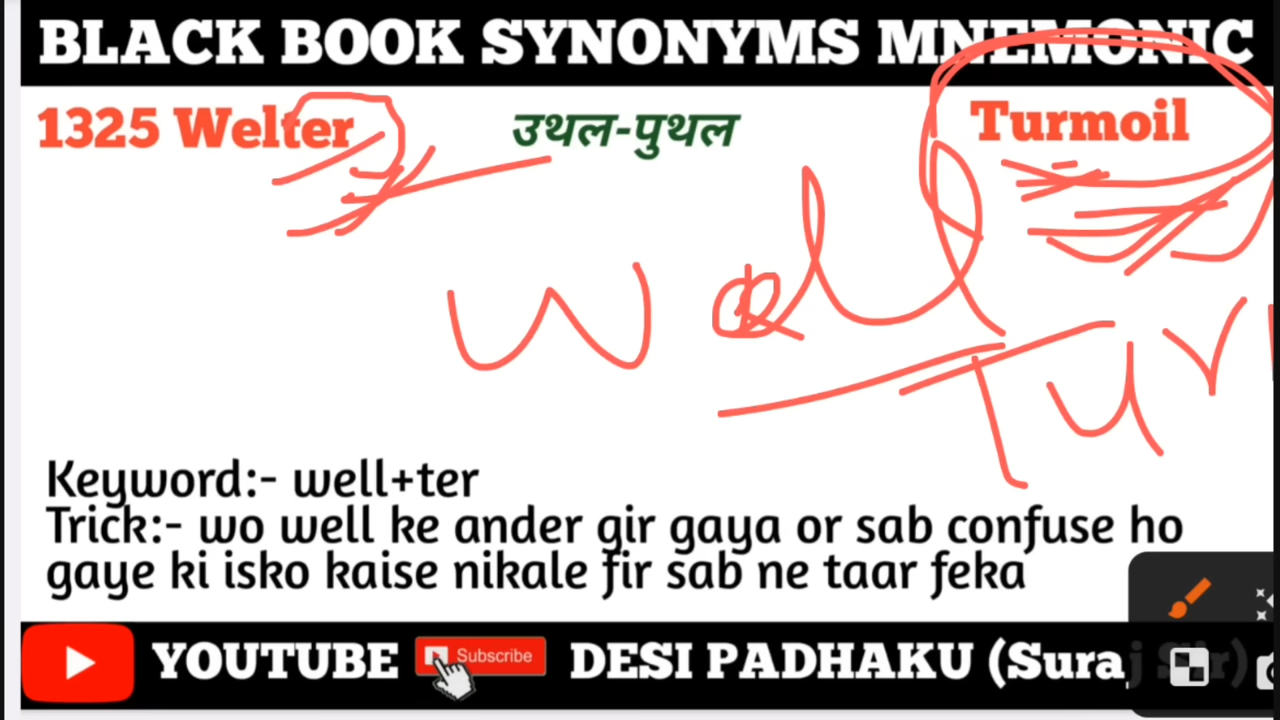 BLACK BOOK SYNONYMS MNEMONIC
1325 Welter उथल-पुथल Turmoil
Well
Tur
Keyword:- well+ter
Trick:- wo well ke ander gir gaya or sab confuse ho
gaye ki isko kaise nikale fir sab ne taar feka
YOUTUBE Subscribe DESI PADHAKU (Suraj Sir)